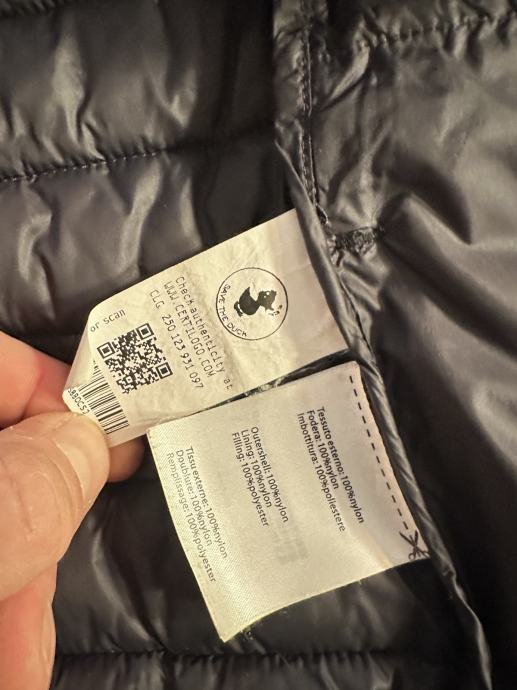 SAVE THE DUCK
Check authenticity at
WWW.CERTILOGO.COM
CLG 250 123 931 097
or scan
Tessuto esterno: 100%nylon
Fodera: 100%nylon
Imbottitura: 100%poliestere
Outershell: 100%nylon
Lining: 100%nylon
Filling: 100%polyester
Tissu externe: 100%nylon
Doublure: 100%nylon
Remplissage: 100%polyester